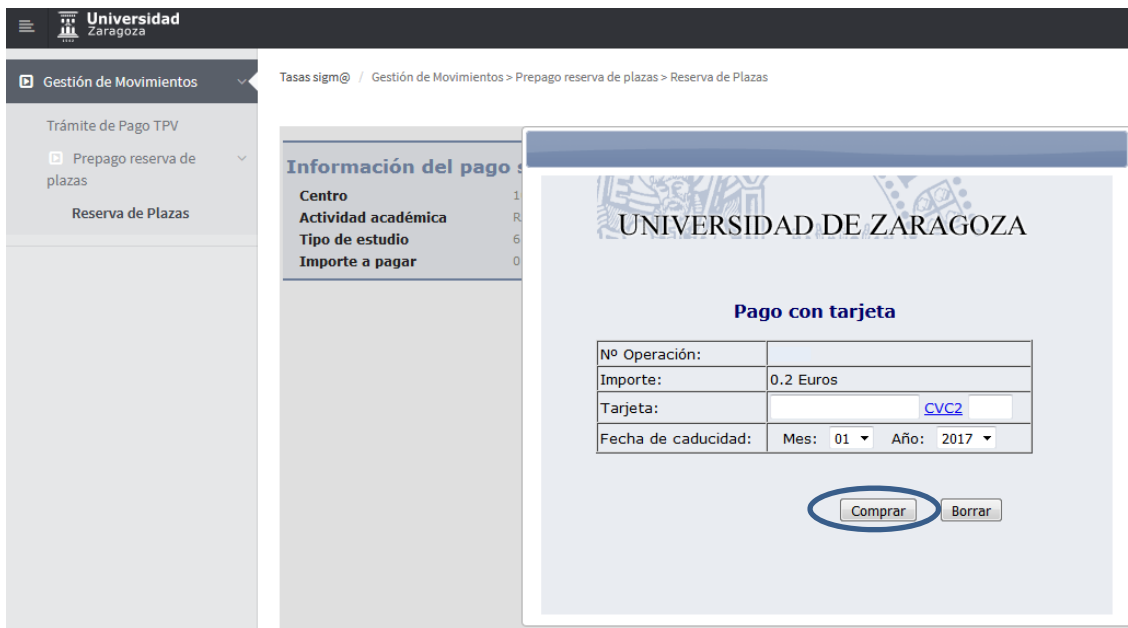 Universidad
Zaragoza
Gestión de Movimientos
Tasas sigm@ / Gestión de Movimientos > Prepago reserva de plazas > Reserva de Plazas
Trámite de Pago TPV
Prepago reserva de
plazas
Reserva de Plazas
Información del pago
Centro
Actividad académica
Tipo de estudio
Importe a pagar
UNIVERSIDAD DE ZARAGOZA
Pago con tarjeta
Nº Operación:
Importe: 0.2 Euros
Tarjeta: CVC2
Fecha de caducidad: Mes: 01 Año: 2017
Comprar Borrar